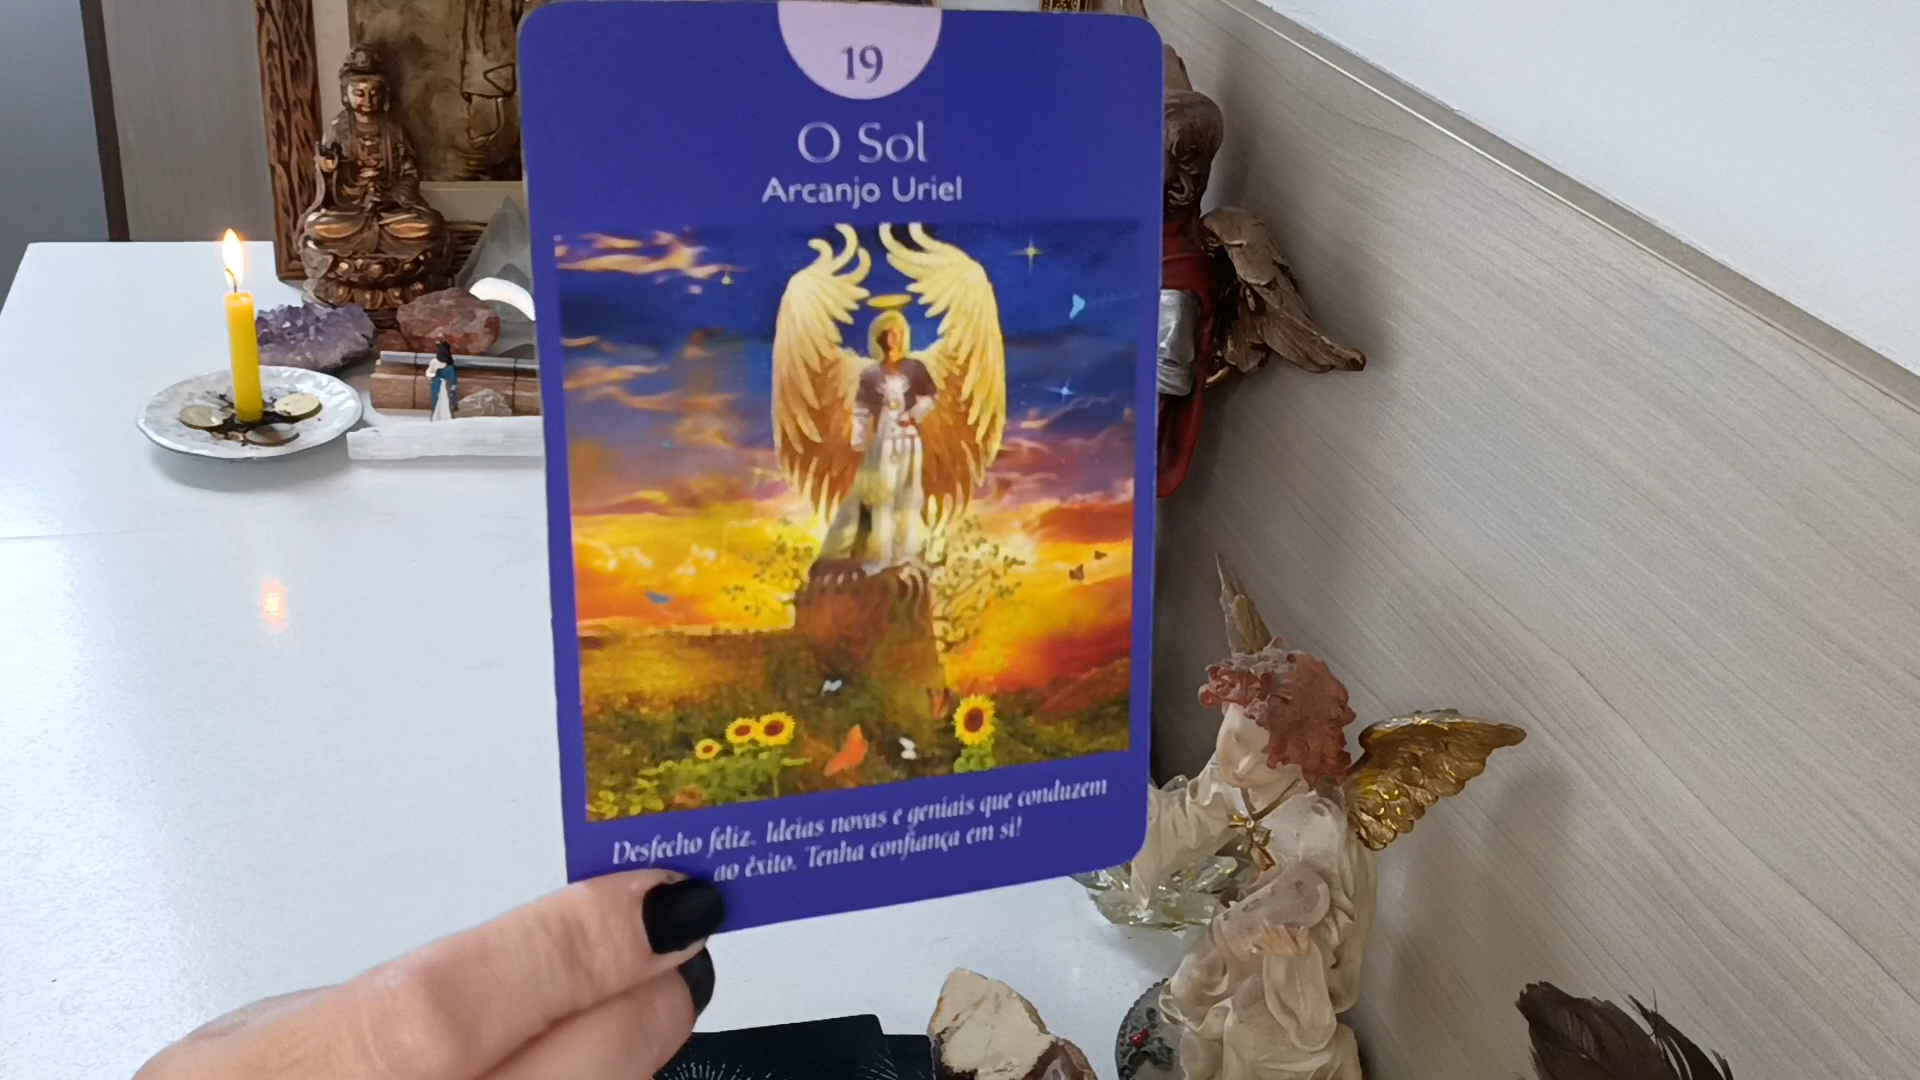 19
O Sol
Arcanjo Uriel
Desfecho feliz. Ideias novas e geniais que conduzem
ao êxito. Tenha confiança em si!